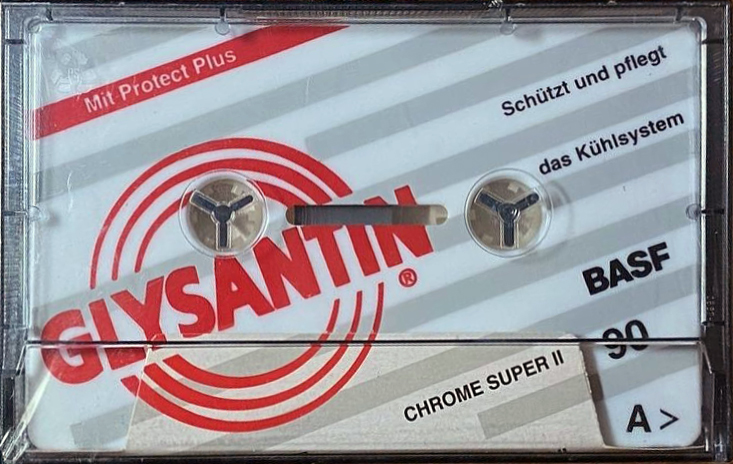 Mit Protect Plus
Schützt und pflegt
das Kühlsystem
GLYSANTIN
®
BASF
90
CHROME SUPER II
A >